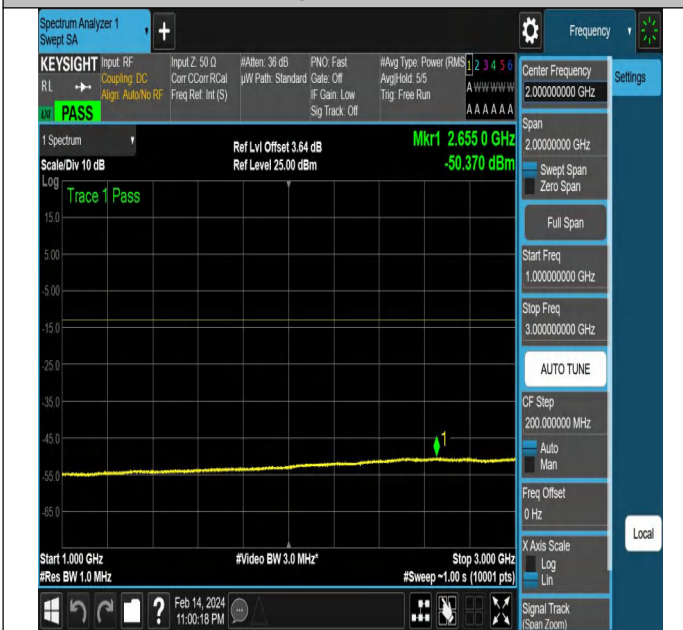 Spectrum Analyzer 1
Swept SA
+
Frequency
KEYSIGHT
RL
LXI
PASS
Input: RF
Coupling: DC
Align: Auto/No RF
Input Z: 50 Ω
Corr CCorr RCal
Freq Ref: Int (S)
#Atten: 36 dB
µW Path: Standard
PNO: Fast
Gate: Off
IF Gain: Low
Sig Track: Off
#Avg Type: Power (RMS
Avg|Hold: 5/5
Trig: Free Run
1 2 3 4 5 6
A W W W W W
A A A A A A
1 Spectrum
Scale/Div 10 dB
Ref Lvl Offset 3.64 dB
Ref Level 25.00 dBm
Mkr1 2.655 0 GHz
-50.370 dBm
Log
Trace 1 Pass
15.0
5.00
-5.00
-15.0
-25.0
-35.0
-45.0
-55.0
-65.0
1
Start 1.000 GHz
#Res BW 1.0 MHz
#Video BW 3.0 MHz*
Stop 3.000 GHz
#Sweep ~1.00 s (10001 pts)
?
Feb 14, 2024
11:00:18 PM
Center Frequency
2.000000000 GHz
Span
2.00000000 GHz
Swept Span
Zero Span
Full Span
Start Freq
1.000000000 GHz
Stop Freq
3.000000000 GHz
AUTO TUNE
CF Step
200.000000 MHz
Auto
Man
Freq Offset
0 Hz
X Axis Scale
Log
Lin
Signal Track
(Span Zoom)
Settings
Local